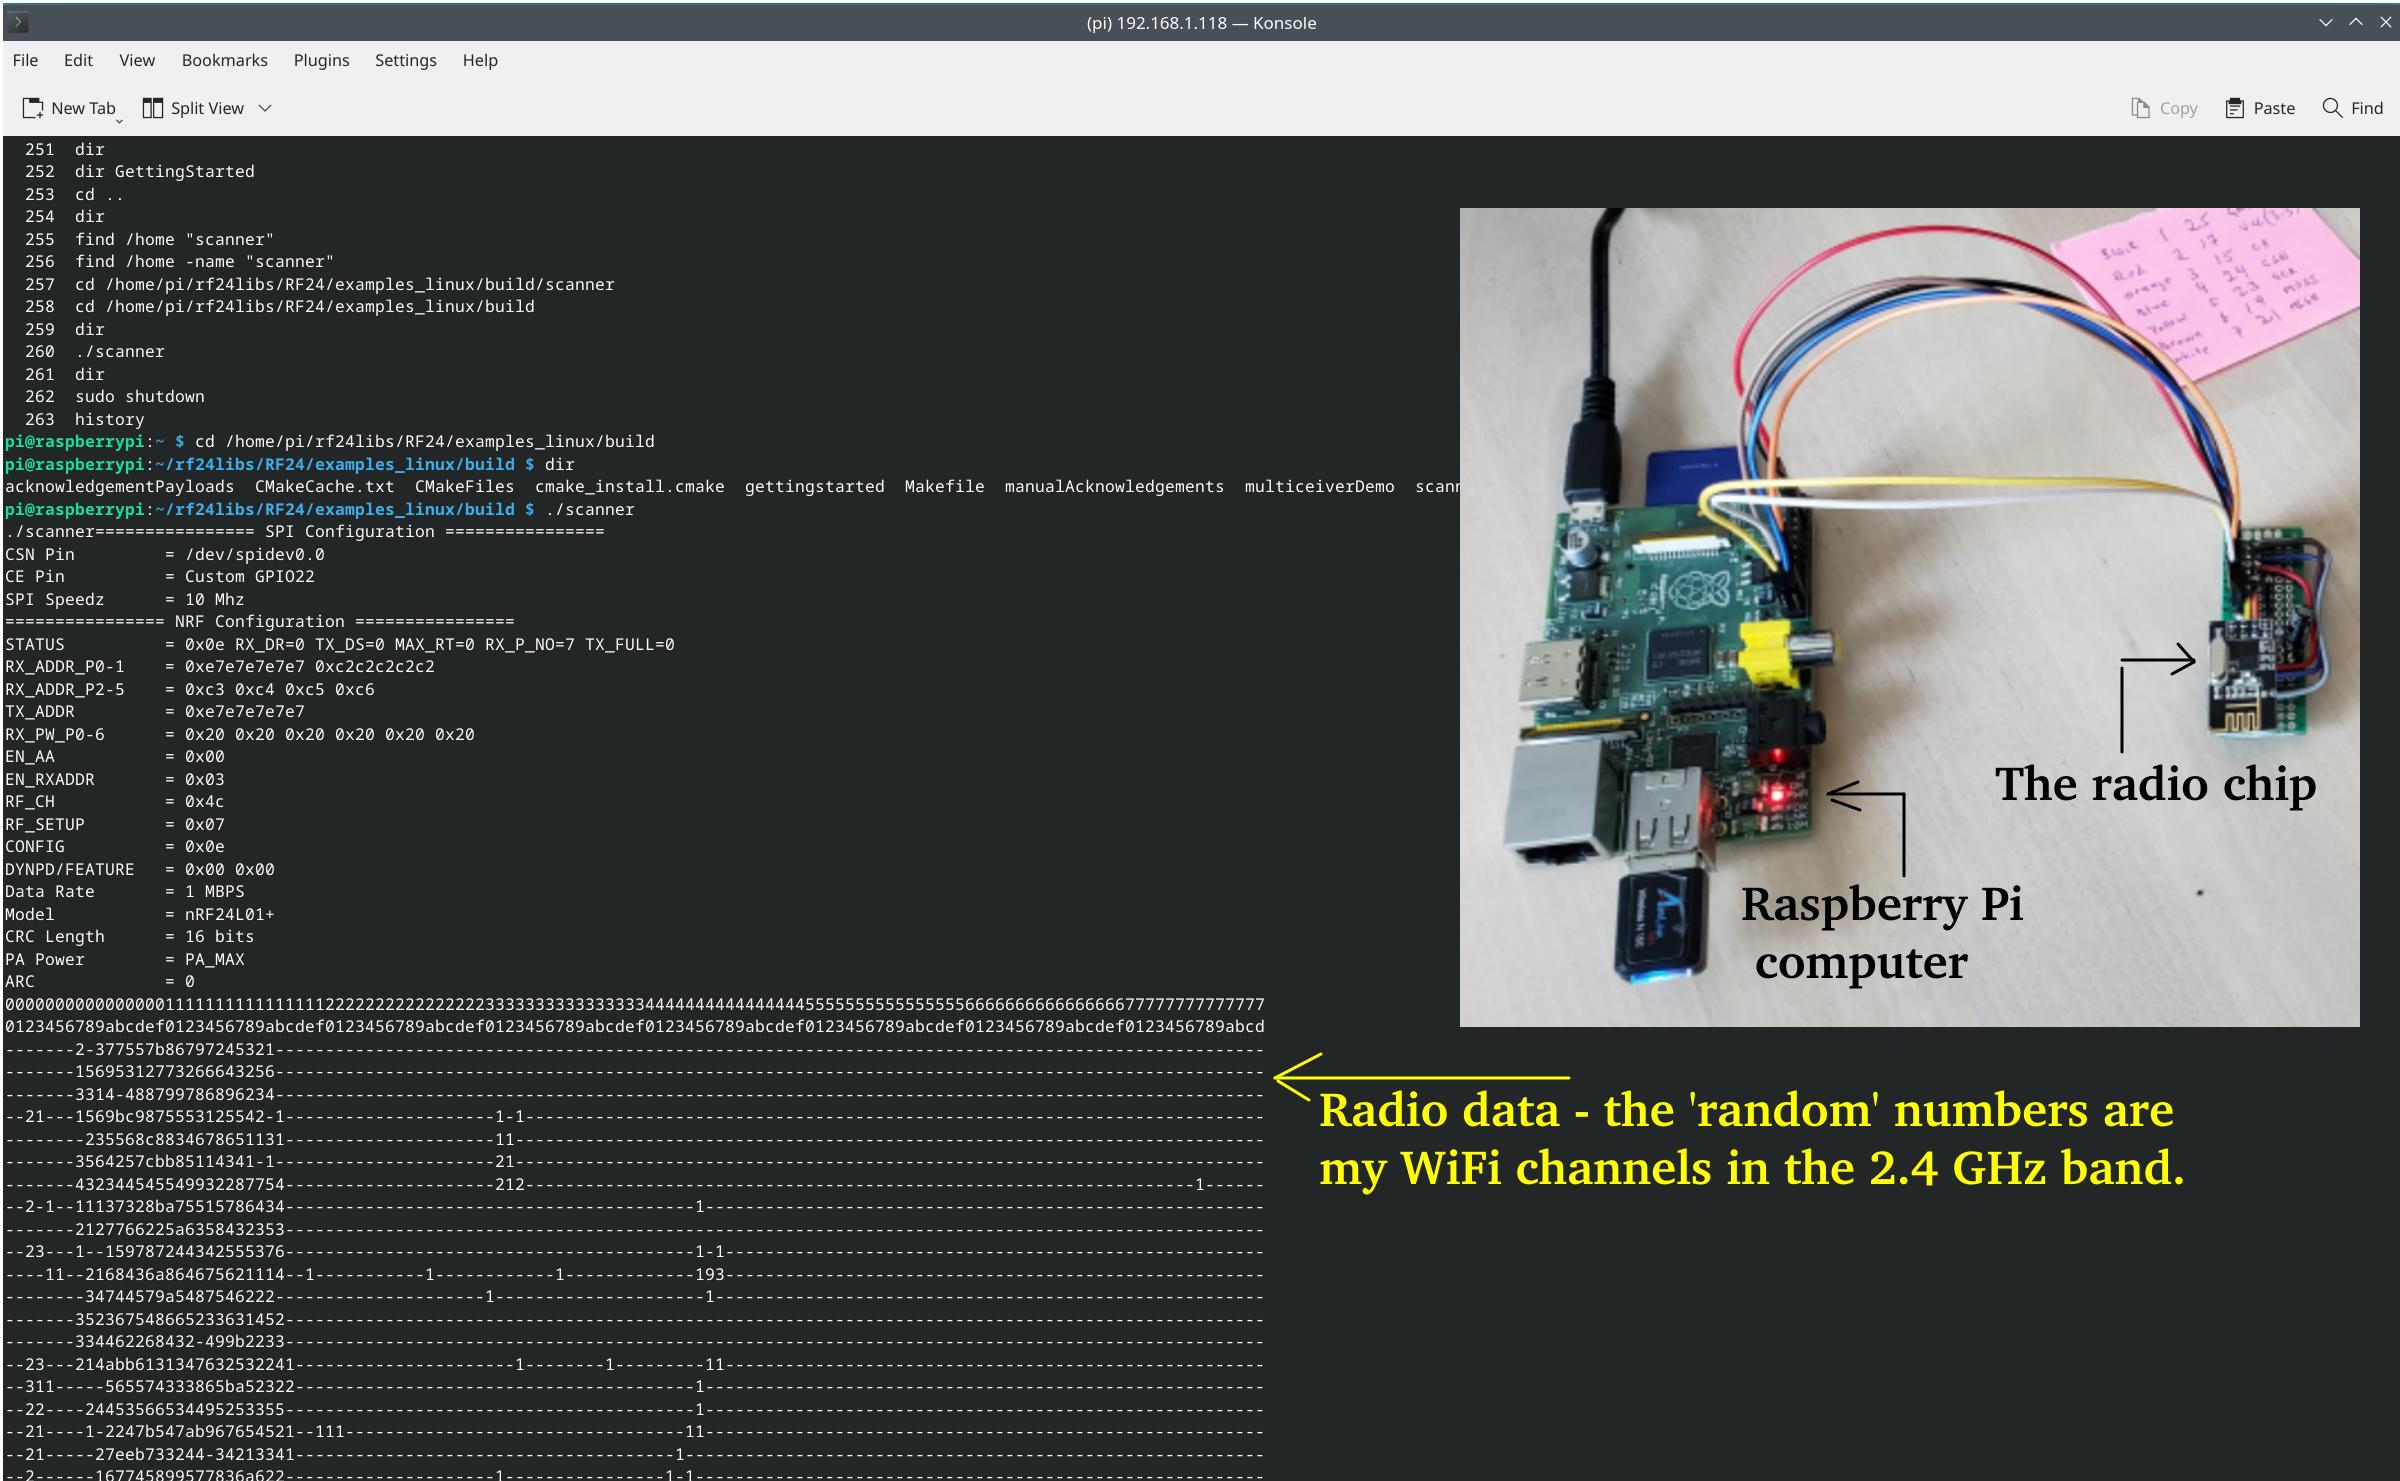 (pi) 192.168.1.118 — Konsole
File Edit View Bookmarks Plugins Settings Help
New Tab Split View Copy Paste Find
251 dir
252 dir GettingStarted
253 cd ..
254 dir
255 find /home "scanner"
256 find /home -name "scanner"
257 cd /home/pi/rf24libs/RF24/examples_linux/build/scanner
258 cd /home/pi/rf24libs/RF24/examples_linux/build
259 dir
260 ./scanner
261 dir
262 sudo shutdown
263 history
pi@raspberrypi:~ $ cd /home/pi/rf24libs/RF24/examples_linux/build
pi@raspberrypi:~/rf24libs/RF24/examples_linux/build $ dir
acknowledgementPayloads CMakeCache.txt CMakeFiles cmake_install.cmake gettingstarted Makefile manualAcknowledgements multiceiverDemo scann
pi@raspberrypi:~/rf24libs/RF24/examples_linux/build $ ./scanner
./scanner================ SPI Configuration ================
CSN Pin = /dev/spidev0.0
CE Pin = Custom GPIO22
SPI Speedz = 10 Mhz
================ NRF Configuration ================
STATUS = 0x0e RX_DR=0 TX_DS=0 MAX_RT=0 RX_P_NO=7 TX_FULL=0
RX_ADDR_P0-1 = 0xe7e7e7e7e7 0xc2c2c2c2c2
RX_ADDR_P2-5 = 0xc3 0xc4 0xc5 0xc6
TX_ADDR = 0xe7e7e7e7e7
RX_PW_P0-6 = 0x20 0x20 0x20 0x20 0x20 0x20
EN_AA = 0x00
EN_RXADDR = 0x03
RF_CH = 0x4c
RF_SETUP = 0x07
CONFIG = 0x0e
DYNPD/FEATURE = 0x00 0x00
Data Rate = 1 MBPS
Model = nRF24L01+
CRC Length = 16 bits
PA Power = PA_MAX
ARC = 0
000000000000000011111111111111112222222222222222333333333333333344444444444444445555555555555555666666666666666677777777777777
0123456789abcdef0123456789abcdef0123456789abcdef0123456789abcdef0123456789abcdef0123456789abcdef0123456789abcdef0123456789abcd
-------2-377557b86797245321---------------------------------------------------------------------------------------------------
-------15695312773266643256---------------------------------------------------------------------------------------------------
-------3314-488799786896234---------------------------------------------------------------------------------------------------
--21---1569bc9875553125542-1---------------------1-1--------------------------------------------------------------------------
--------235568c8834678651131---------------------11---------------------------------------------------------------------------
-------3564257cbb85114341-1----------------------21---------------------------------------------------------------------------
-------432344545549932287754---------------------212-------------------------------------------------------------------1------
--2-1--11137328ba75515786434-----------------------------------------1--------------------------------------------------------
-------2127766225a6358432353--------------------------------------------------------------------------------------------------
--23---1--159787244342555376-----------------------------------------1-1------------------------------------------------------
----11--2168436a864675621114--1-----------1------------1-------------193------------------------------------------------------
--------34744579a5487546222---------------------1---------------------1-------------------------------------------------------
-------352367548665233631452--------------------------------------------------------------------------------------------------
-------334462268432-499b2233--------------------------------------------------------------------------------------------------
--23---214abb6131347632532241----------------------1--------1---------11------------------------------------------------------
--311-----565574333865ba52322----------------------------------------1--------------------------------------------------------
--22----24453566534495253355-----------------------------------------1--------------------------------------------------------
--21----1-2247b547ab967654521--111----------------------------------11--------------------------------------------------------
--21-----27eeb733244-34213341--------------------------------------1----------------------------------------------------------
--2------167745899577836a622---------------------1----------------1-1---------------------------------------------------------
The radio chip
Raspberry Pi
computer
Radio data - the 'random' numbers are
my WiFi channels in the 2.4 GHz band.